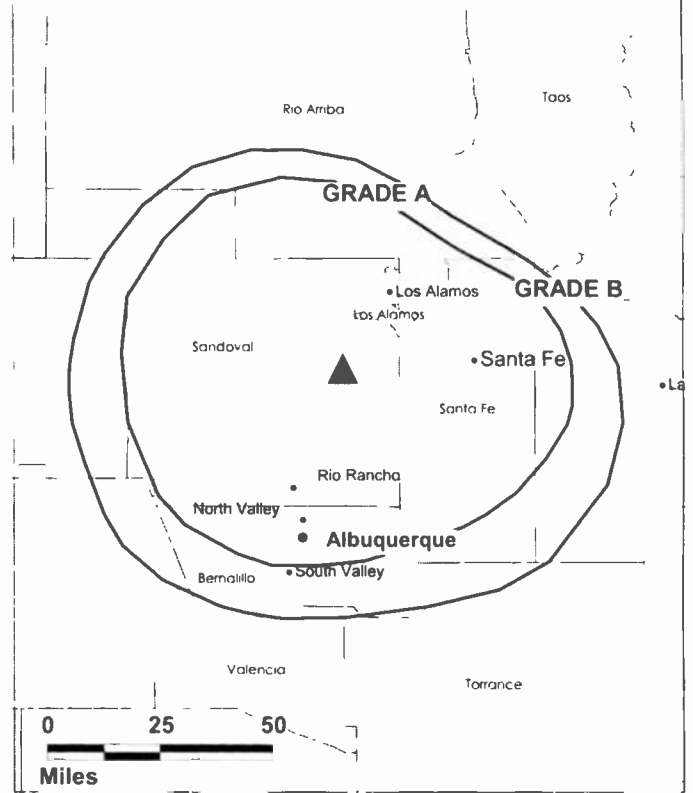 Rio Arriba
Taos
GRADE A
GRADE B
Los Alamos
Los Alamos
Sandoval
Santa Fe
La
Santa Fe
Rio Rancho
North Valley
Albuquerque
South Valley
Bernalillo
Valencia
Torrance
0 25 50
Miles